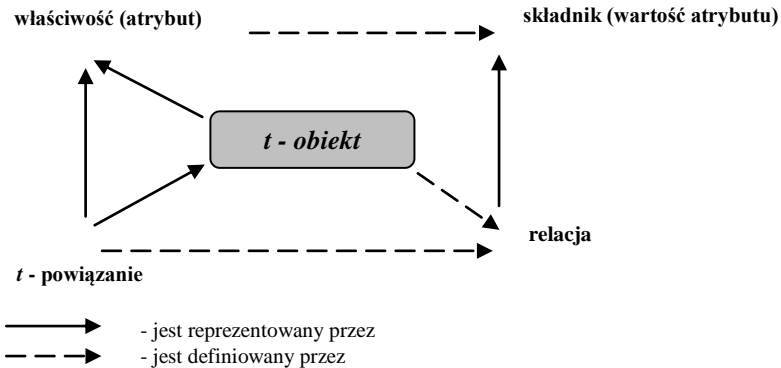 właściwość (atrybut)
składnik (wartość atrybutu)
t - obiekt
relacja
t - powiązanie
- jest reprezentowany przez
- jest definiowany przez